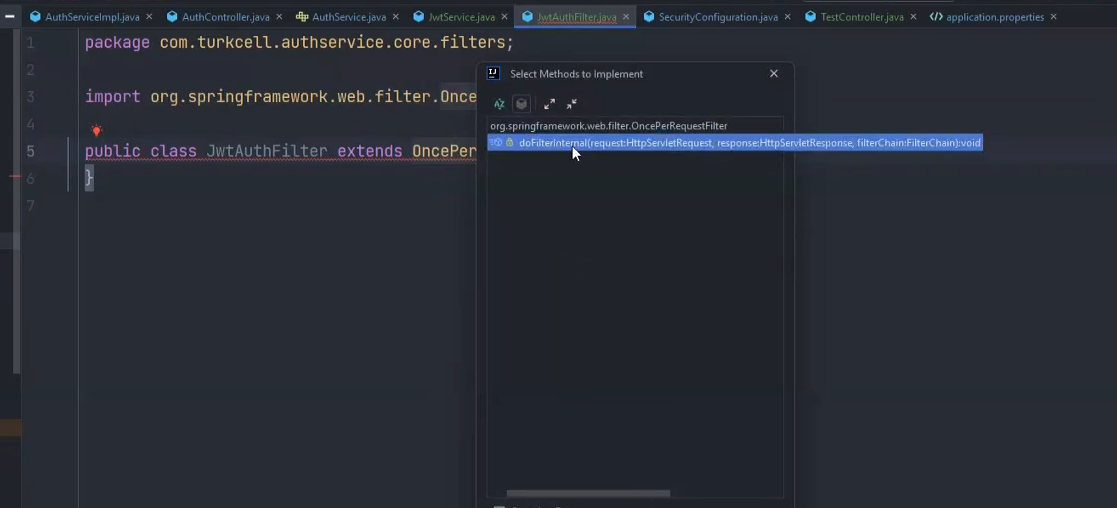 AuthServiceImpl.java AuthController.java AuthService.java JwtService.java JwtAuthFilter.java SecurityConfiguration.java TestController.java application.properties
1 package com.turkcell.authservice.core.filters;
2
Select Methods to Implement
3 import org.springframework.web.filter.Once
4
org.springframework.web.filter.OncePerRequestFilter
doFilterInternal(request:HttpServletRequest, response:HttpServletResponse, filterChain:FilterChain):void
5 public class JwtAuthFilter extends OncePer
6 }
7